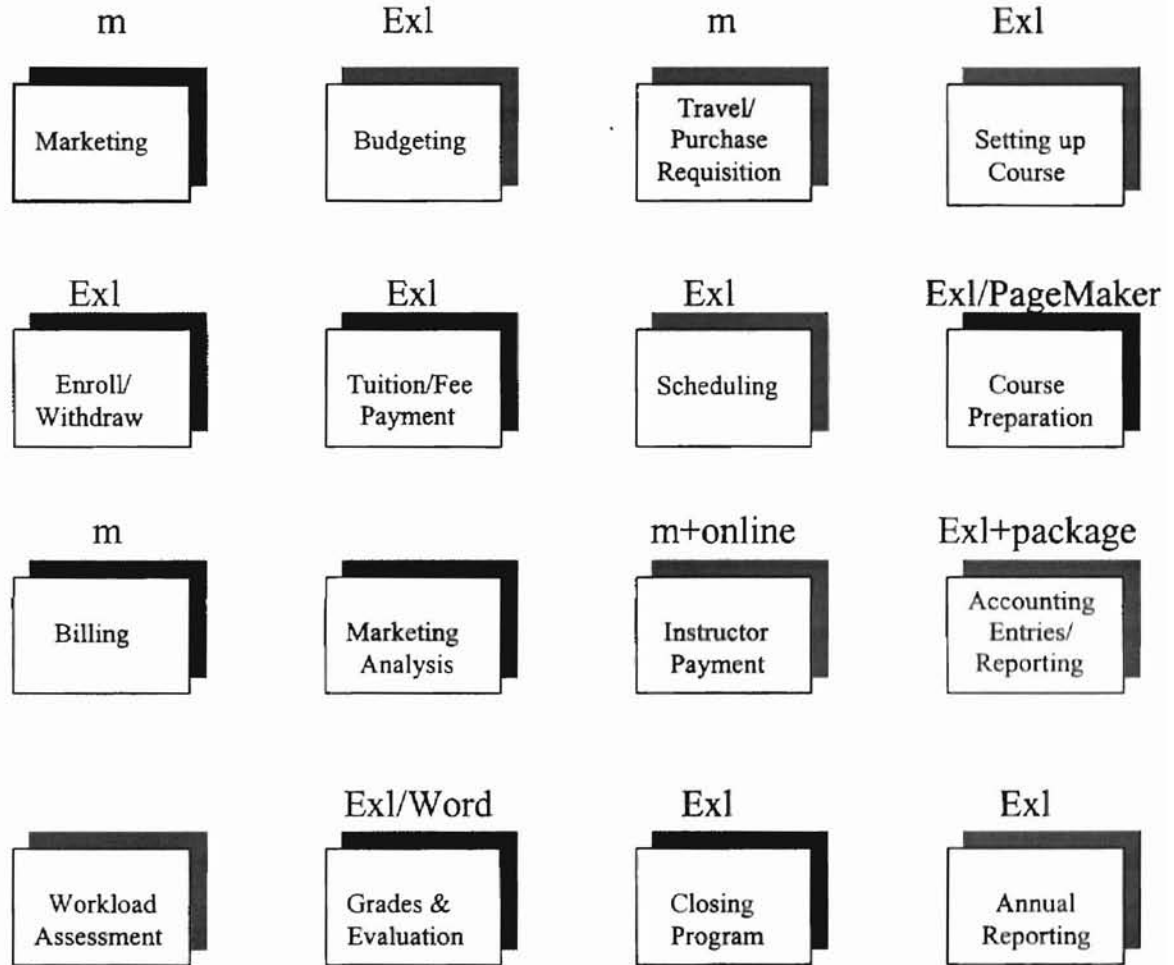 m
Exl
m
Exl
Marketing
Budgeting
Travel/
Purchase
Requisition
Setting up
Course
Exl
Exl
Exl
Exl/PageMaker
Enroll/
Withdraw
Tuition/Fee
Payment
Scheduling
Course
Preparation
m
m+online
Exl+package
Billing
Marketing
Analysis
Instructor
Payment
Accounting
Entries/
Reporting
Exl/Word
Exl
Exl
Workload
Assessment
Grades &
Evaluation
Closing
Program
Annual
Reporting